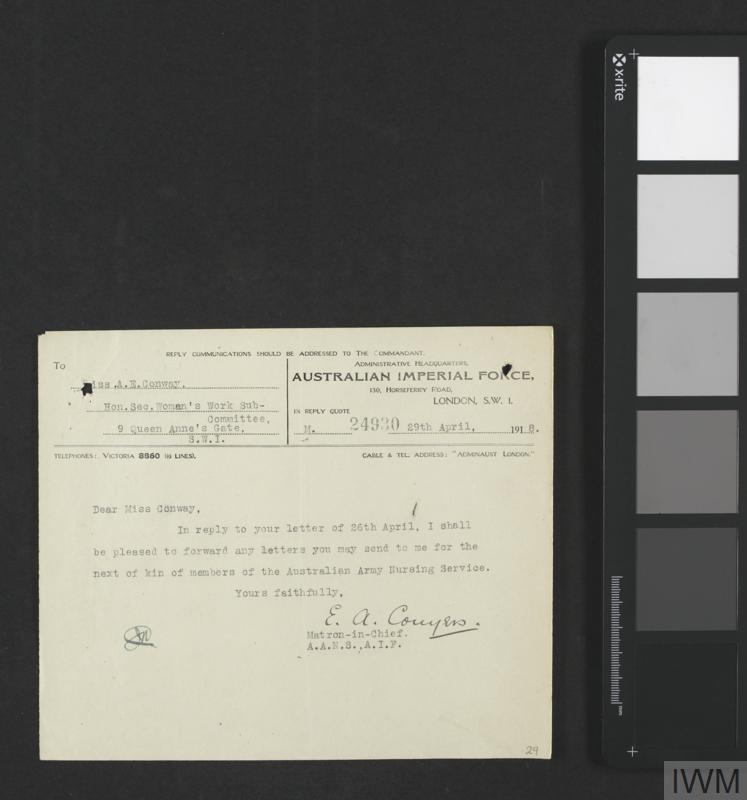 REPLY COMMUNICATIONS SHOULD BE ADDRESSED TO THE COMMANDANT.
To
Miss A.E.Conway.
Hon.Sec.Woman's Work Sub-
Committee,
9 Queen Anne's Gate,
S.W.I.
ADMINISTRATIVE HEADQUARTERS,
AUSTRALIAN IMPERIAL FORCE,
130, HORSEFERRY ROAD,
LONDON, S.W. 1.
IN REPLY QUOTE
M. 24930 29th April, 1918.
TELEPHONES: VICTORIA 8860 (9 LINES).
CABLE & TEL. ADDRESS: "ADMINAUST LONDON."
Dear Miss Conway,
In reply to your letter of 26th April, I shall
be pleased to forward any letters you may send to me for the
next of kin of members of the Australian Army Nursing Service.
Yours faithfully,
E. A. Conyers.
Matron-in-Chief.
A.A.N.S.,A.I.F.
29
x-rite
mm
IWM